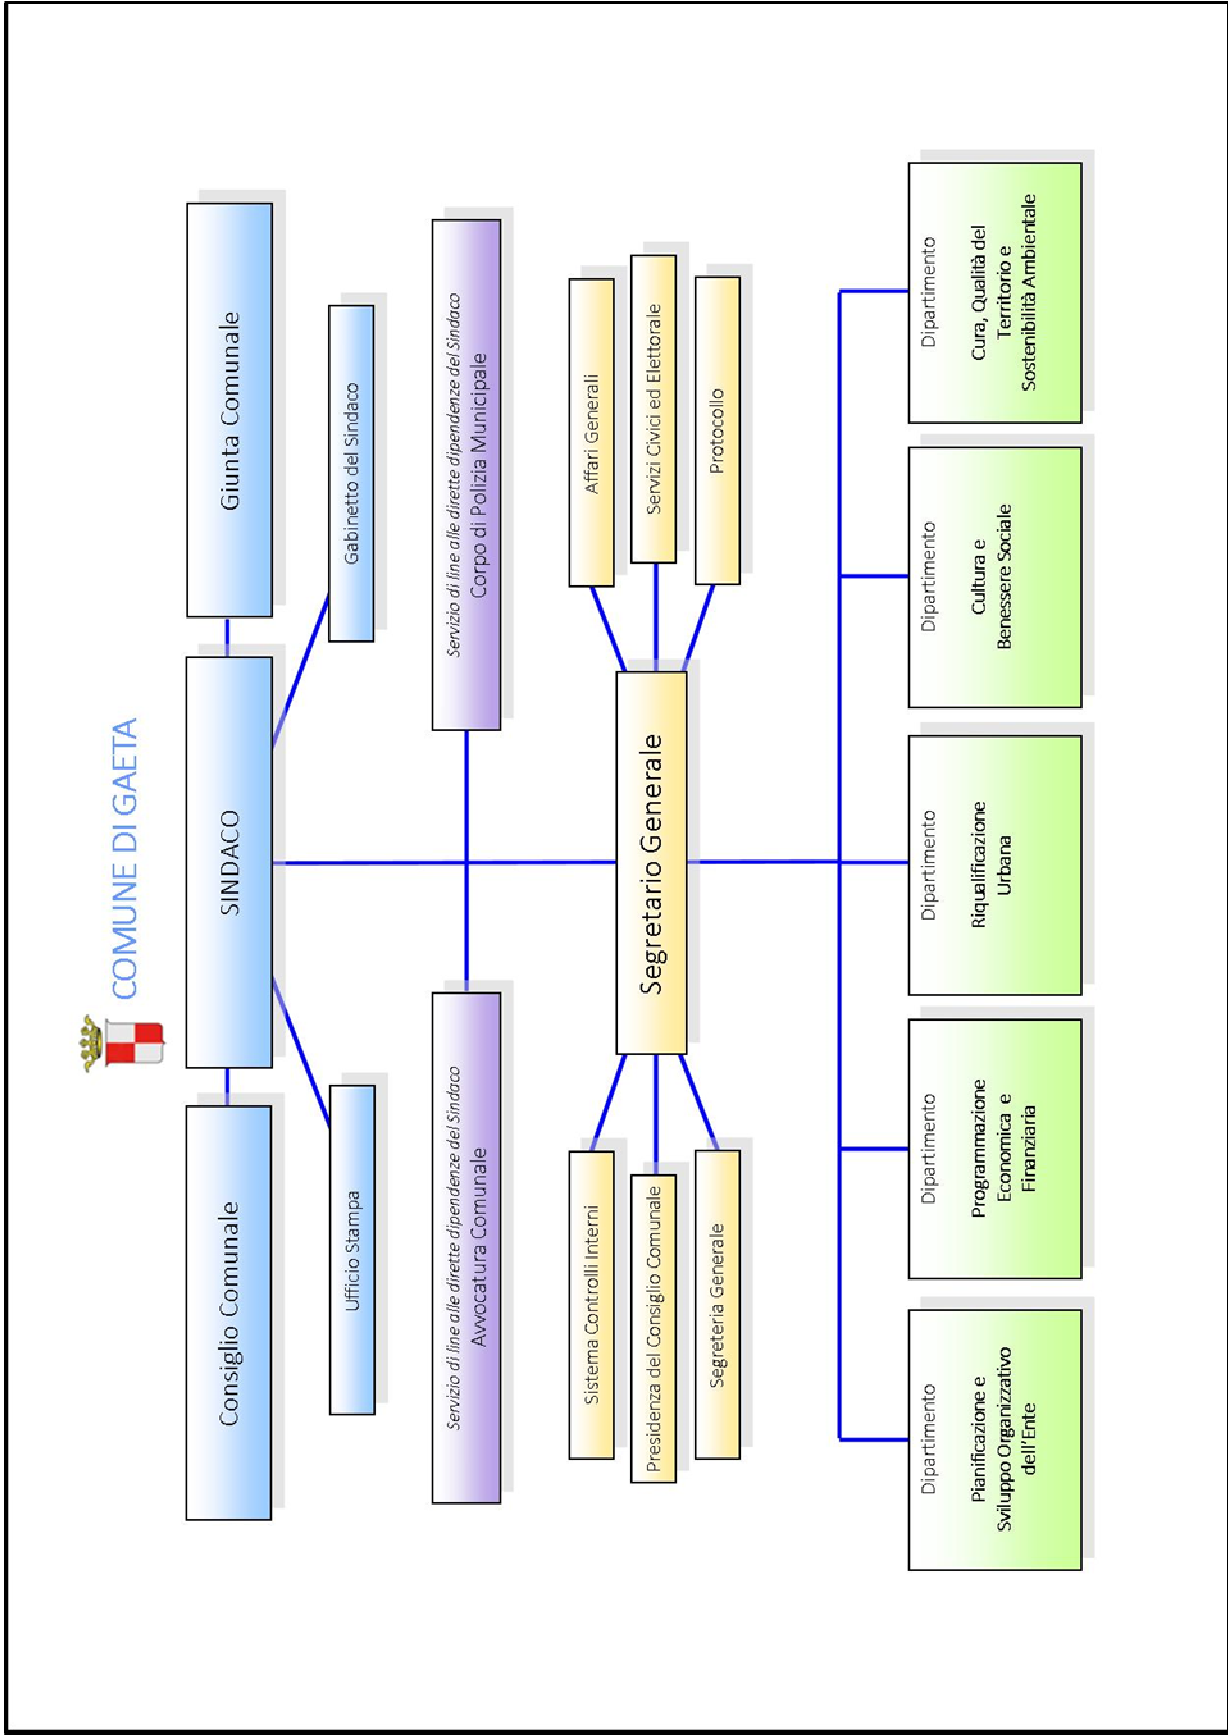 COMUNE DI GAETA
Consiglio Comunale
SINDACO
Giunta Comunale
Ufficio Stampa
Gabinetto del Sindaco
Servizio di line alle dirette dipendenze del Sindaco
Avvocatura Comunale
Servizio di line alle dirette dipendenze del Sindaco
Corpo di Polizia Municipale
Sistema Controlli Interni
Presidenza del Consiglio Comunale
Segreteria Generale
Segretario Generale
Affari Generali
Servizi Civici ed Elettorale
Protocollo
Dipartimento
Pianificazione e
Sviluppo Organizzativo
dell'Ente
Dipartimento
Programmazione
Economica e
Finanziaria
Dipartimento
Riqualificazione
Urbana
Dipartimento
Cultura e
Benessere Sociale
Dipartimento
Cura, Qualità del
Territorio e
Sostenibilità Ambientale